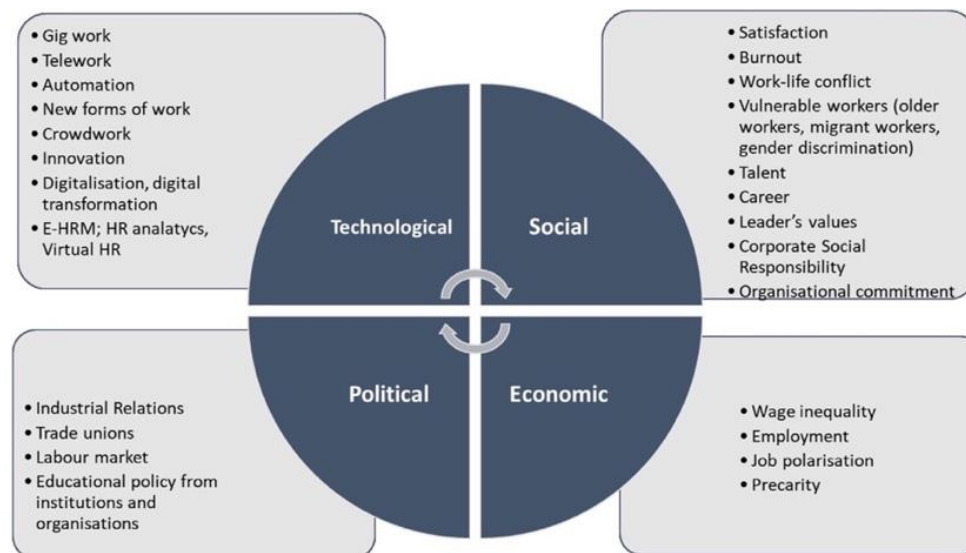 • Gig work
• Telework
• Automation
• New forms of work
• Crowdwork
• Innovation
• Digitalisation, digital
transformation
• E-HRM; HR analatycs,
Virtual HR
Technological
• Satisfaction
• Burnout
• Work-life conflict
• Vulnerable workers (older
workers, migrant workers,
gender discrimination)
• Talent
• Career
• Leader’s values
• Corporate Social
Responsibility
• Organisational commitment
Social
• Industrial Relations
• Trade unions
• Labour market
• Educational policy from
institutions and
organisations
Political
Economic
• Wage inequality
• Employment
• Job polarisation
• Precarity